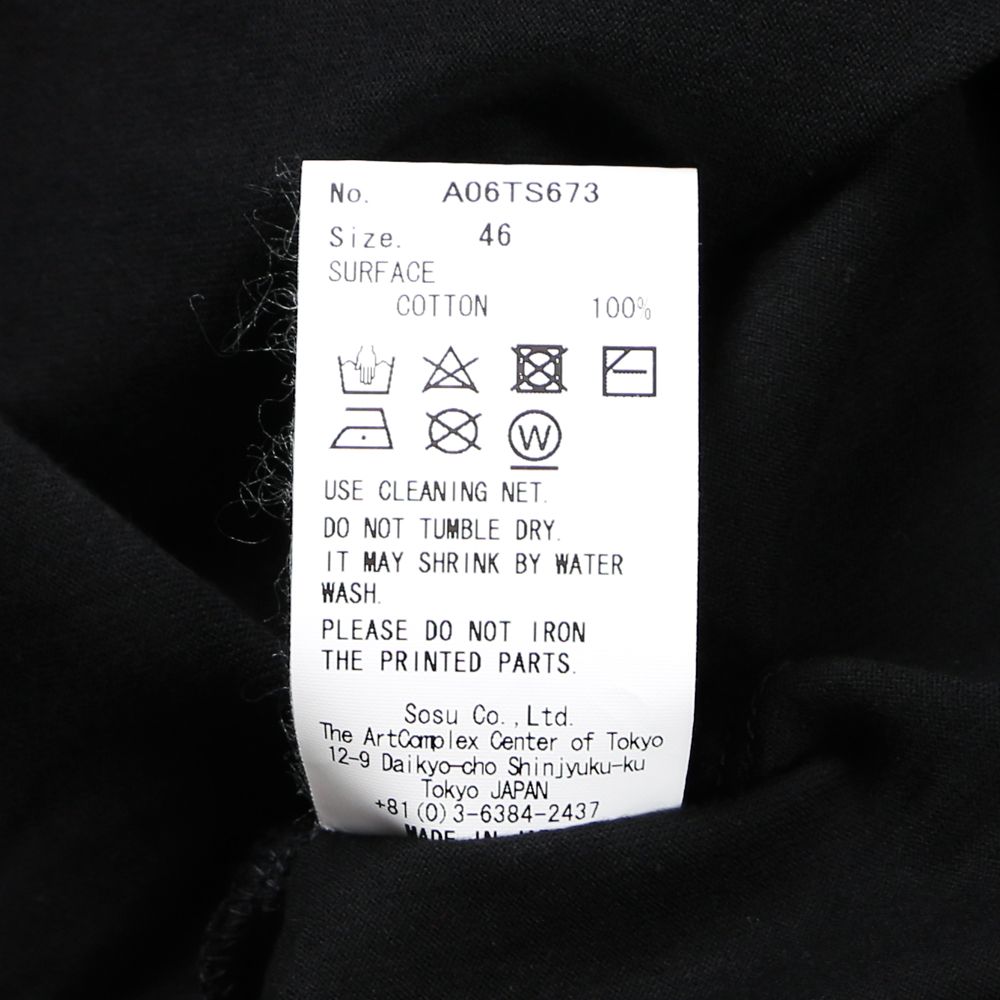 No. A06TS673
Size. 46
SURFACE
COTTON 100%
W
USE CLEANING NET.
DO NOT TUMBLE DRY.
IT MAY SHRINK BY WATER
WASH.
PLEASE DO NOT IRON
THE PRINTED PARTS.
Sosu Co.,Ltd.
The ArtComplex Center of Tokyo
12-9 Daikyo-cho Shinjyuku-ku
Tokyo JAPAN
+81(0)3-6384-2437
MADE IN